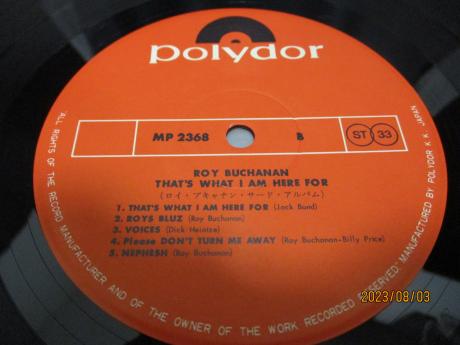 polydor
MP 2368 B ST 33
ROY BUCHANAN
THAT'S WHAT I AM HERE FOR
(ロイ・ブキャナン・サード・アルバム)
1. THAT'S WHAT I AM HERE FOR (Jack Bond)
2. ROYS BLUZ (Roy Buchanan)
3. VOICES (Dick Heintze)
4. Please DON'T TURN ME AWAY (Roy Buchanan-Billy Price)
5. NEPHESH (Roy Buchanan)
"ALL RIGHTS OF THE RECORD MANUFACTURER AND OF THE OWNER OF THE WORK RECORDED RESERVED" MANUFACTURED BY POLYDOR K.K. JAPAN
2023/08/03